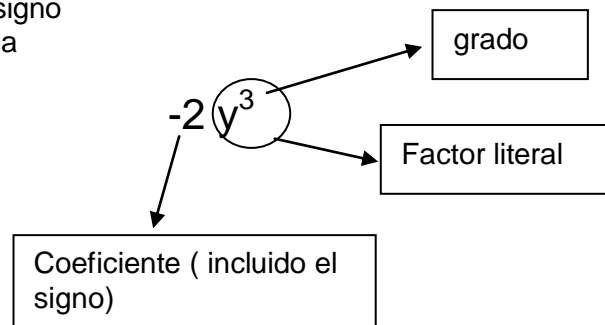 signo
a
grado
-2 y³
Factor literal
Coeficiente ( incluido el
signo)